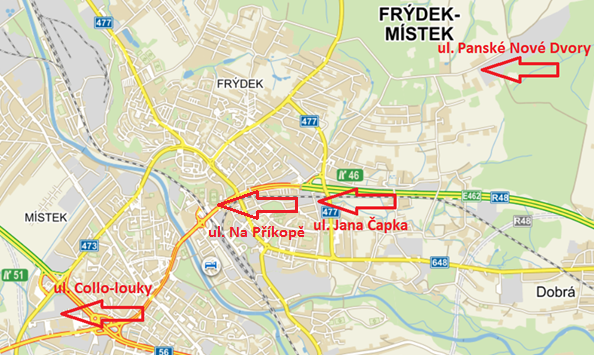 FRÝDEK-
MÍSTEK
ul. Panské Nové Dvory
477
FRÝDEK
477
477
46
E462
R48
R48
MÍSTEK
ul. Na Příkopě
477
ul. Jana Čapka
473
648
51
ul. Collo-louky
Dobrá
56